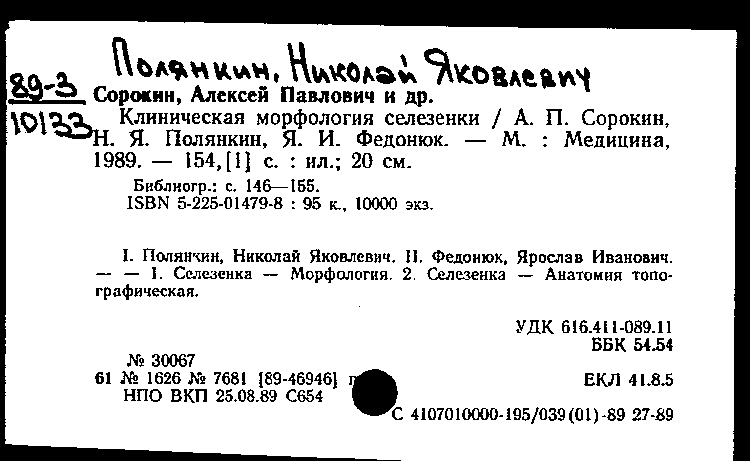 Полянкин, Николай Яковлевич
89-3
10133
Сорокин, Алексей Павлович и др.
Клиническая морфология селезенки / А. П. Сорокин,
Н. Я. Полянкин, Я. И. Федонюк. — М. : Медицина,
1989. — 154,[1] с. : ил.; 20 см.
Библиогр.: с. 146—155.
ISBN 5-225-01479-8 : 95 к., 10000 экз.
I. Полянкин, Николай Яковлевич. II. Федонюк, Ярослав Иванович.
— — 1. Селезенка — Морфология. 2. Селезенка — Анатомия топо-
графическая.
УДК 616.411-089.11
ББК 54.54
№ 30067
61 № 1626 № 7681 [89-46946]
ЕКЛ 41.8.5
НПО ВКП 25.08.89 С654
С 4107010000-195/039(01)-89 27-89